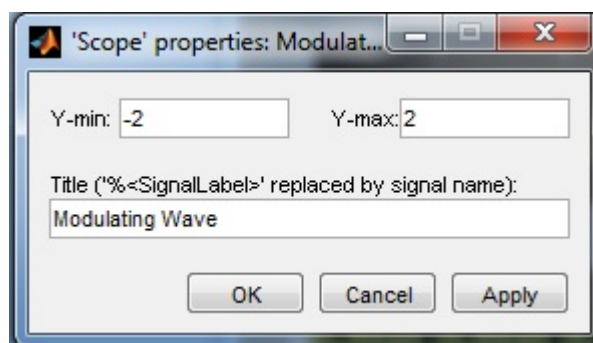 'Scope' properties: Modulat...
Y-min: -2 Y-max: 2
Title ('%<SignalLabel>' replaced by signal name):
Modulating Wave
OK Cancel Apply